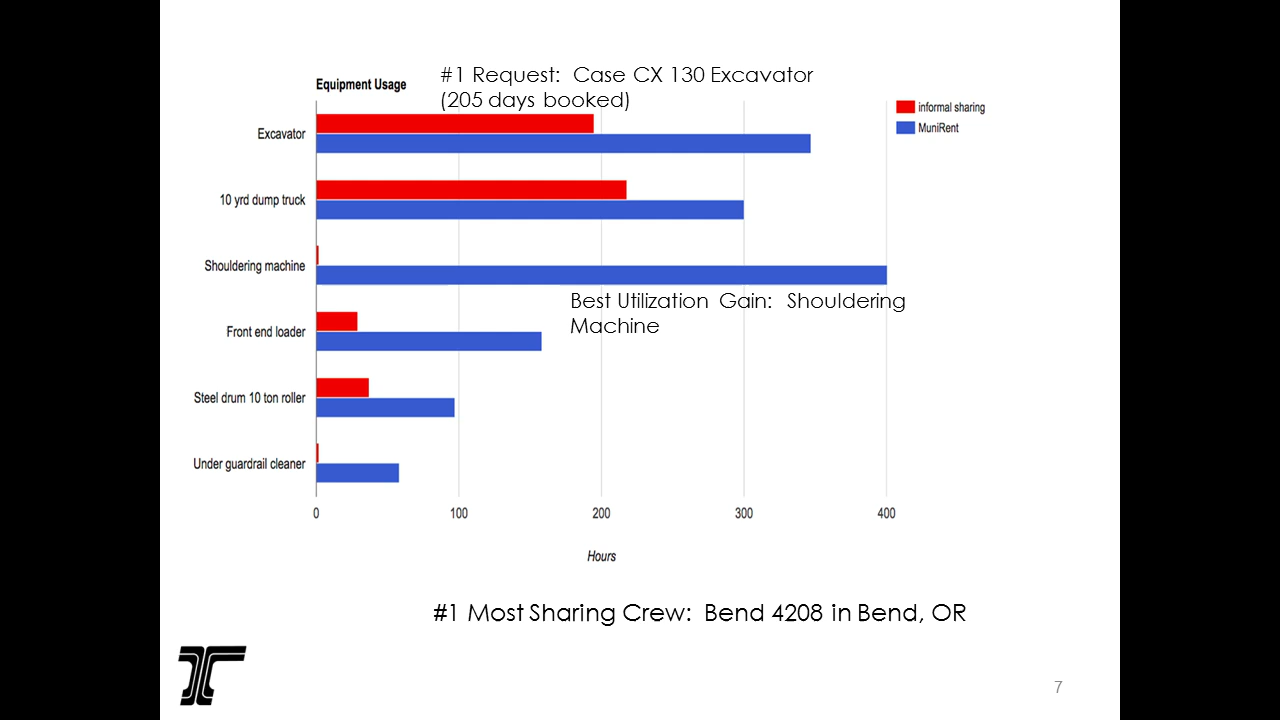 #1 Request: Case CX 130 Excavator
(205 days booked)
Equipment Usage
informal sharing
MuniRent
Excavator
10 yrd dump truck
Shouldering machine
Best Utilization Gain: Shouldering
Machine
Front end loader
Steel drum 10 ton roller
Under guardrail cleaner
0 100 200 300 400
Hours
#1 Most Sharing Crew: Bend 4208 in Bend, OR
7